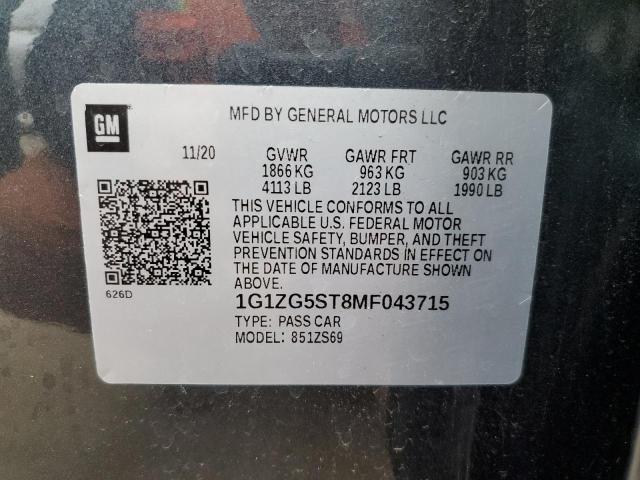 GM
MFD BY GENERAL MOTORS LLC
11/20 GVWR GAWR FRT GAWR RR
1866 KG 963 KG 903 KG
4113 LB 2123 LB 1990 LB
THIS VEHICLE CONFORMS TO ALL
APPLICABLE U.S. FEDERAL MOTOR
VEHICLE SAFETY, BUMPER, AND THEFT
PREVENTION STANDARDS IN EFFECT ON
THE DATE OF MANUFACTURE SHOWN
ABOVE.
626D
1G1ZG5ST8MF043715
TYPE: PASS CAR
MODEL: 851ZS69